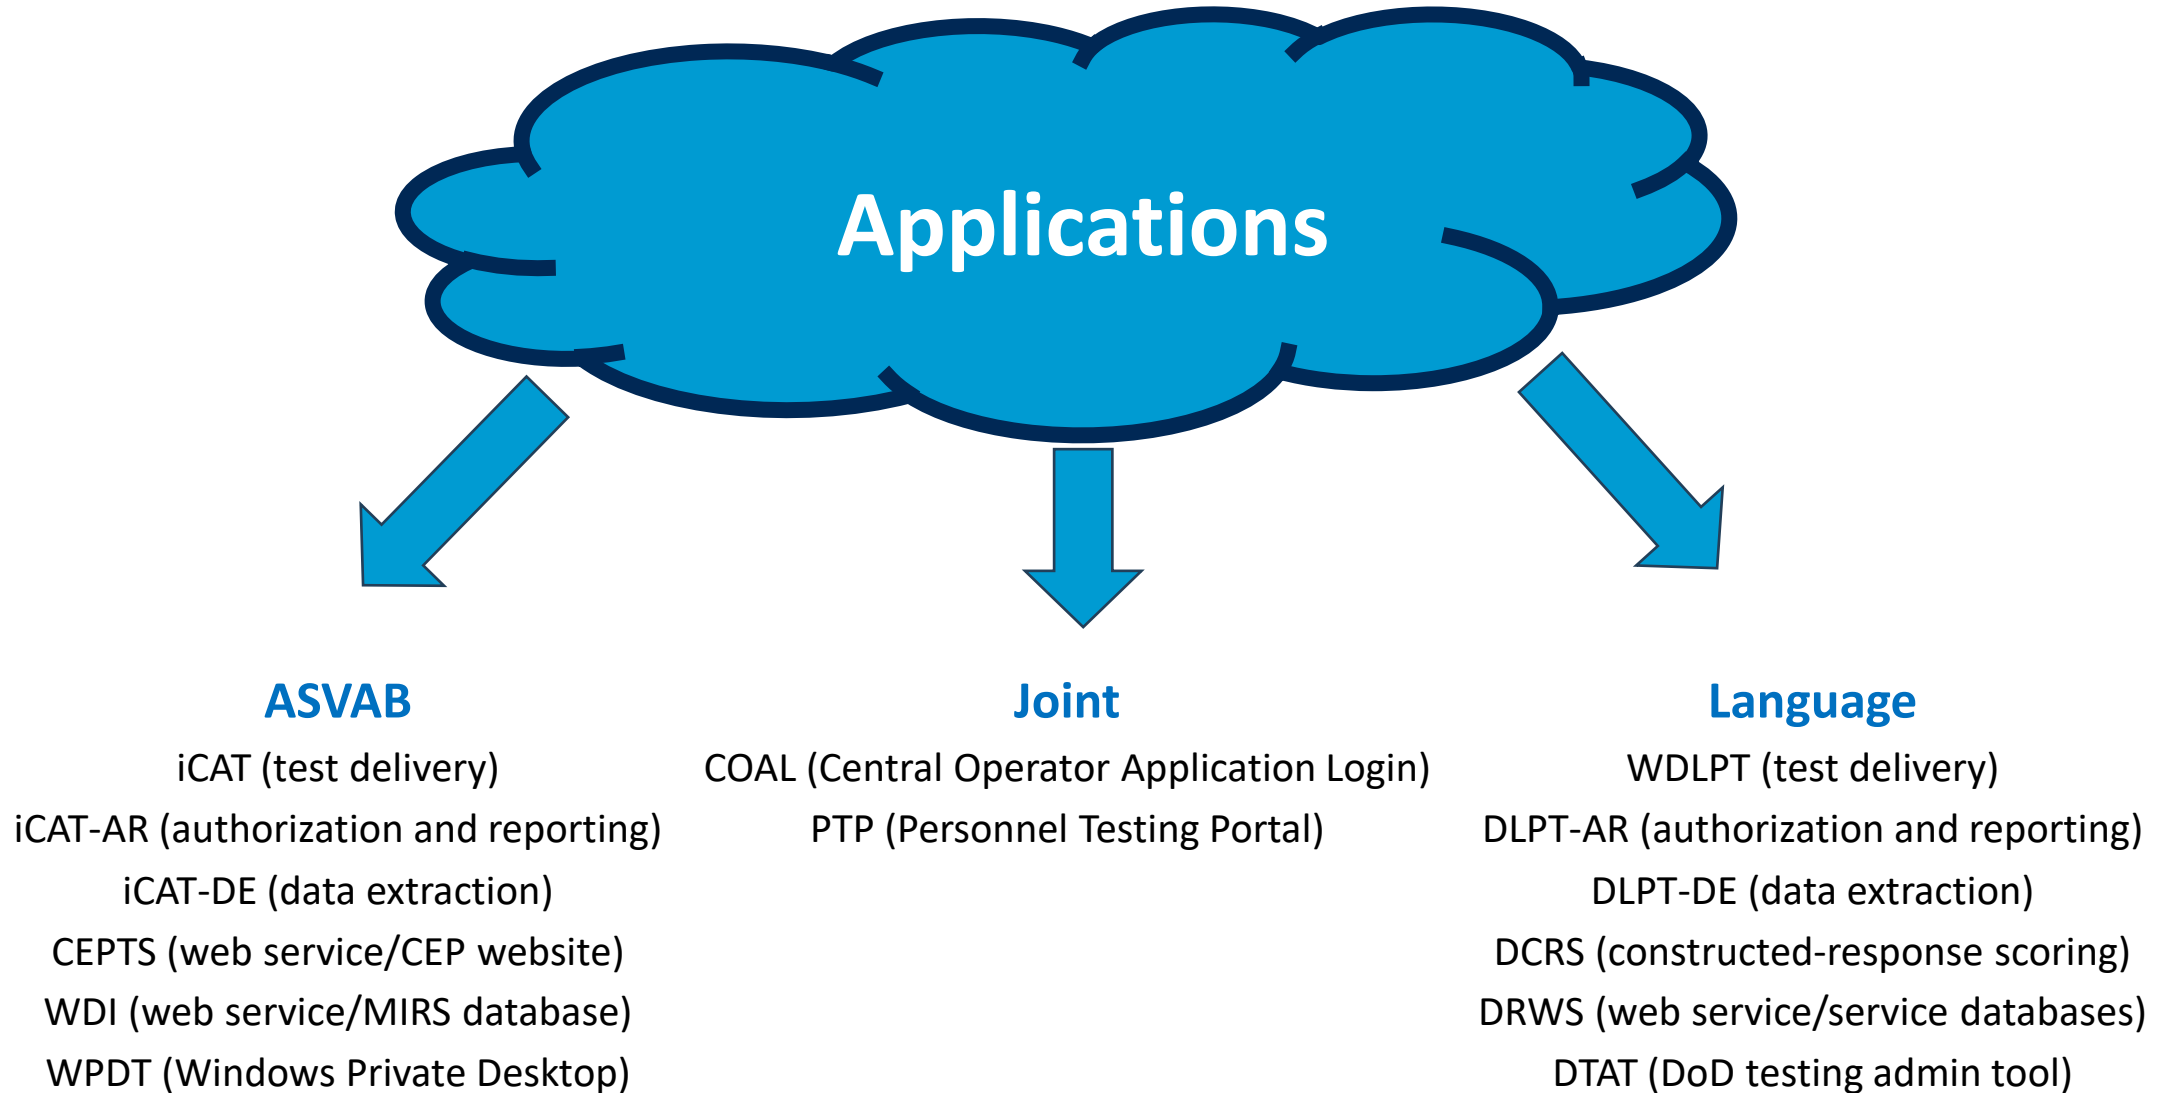 Applications
ASVAB
iCAT (test delivery)
iCAT-AR (authorization and reporting)
iCAT-DE (data extraction)
CEPTS (web service/CEP website)
WDI (web service/MIRS database)
WPDT (Windows Private Desktop)
Joint
COAL (Central Operator Application Login)
PTP (Personnel Testing Portal)
Language
WDLPT (test delivery)
DLPT-AR (authorization and reporting)
DLPT-DE (data extraction)
DCRS (constructed-response scoring)
DRWS (web service/service databases)
DTAT (DoD testing admin tool)